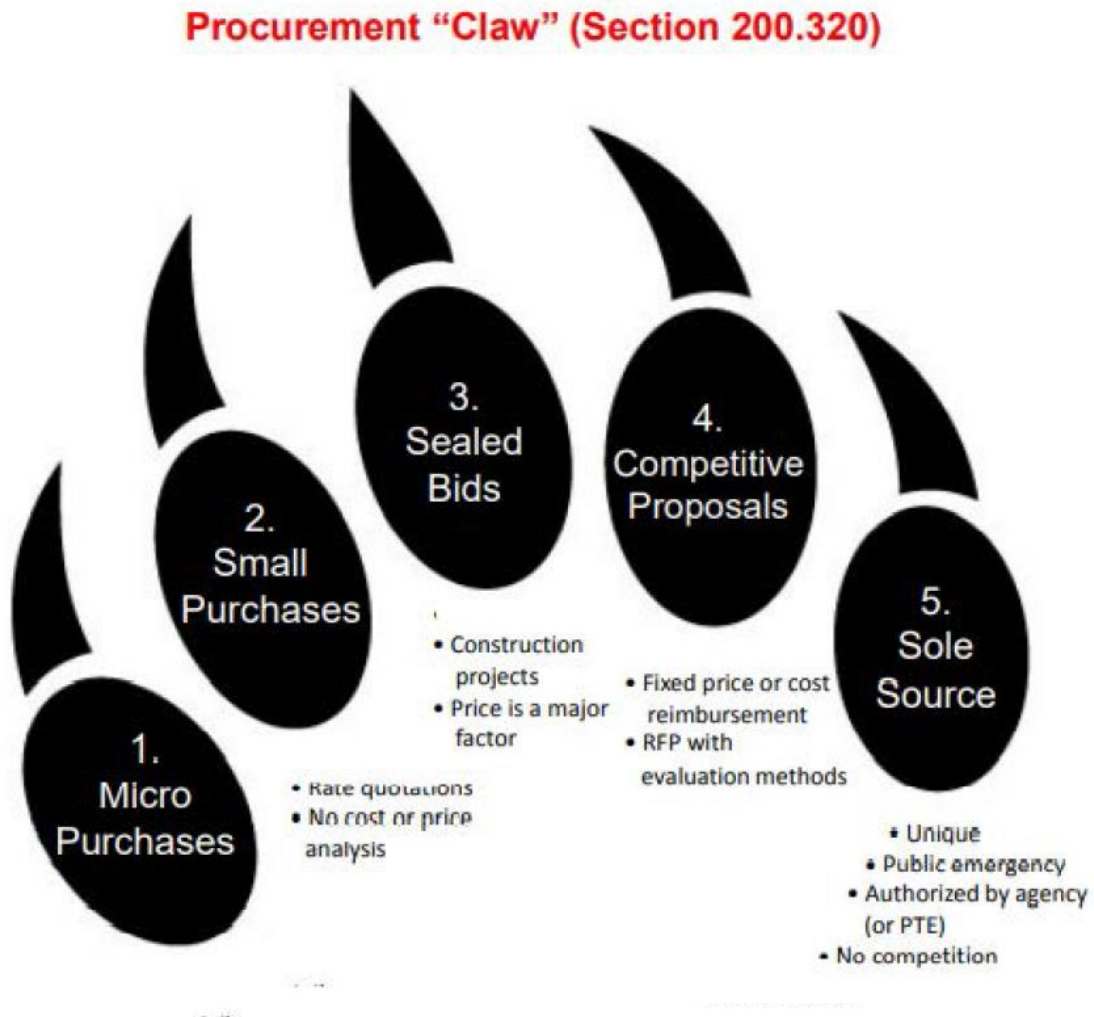 Procurement “Claw” (Section 200.320)
1.
Micro
Purchases
2.
Small
Purchases
• Rate quotations
• No cost or price
analysis
3.
Sealed
Bids
• Construction
projects
• Price is a major
factor
4.
Competitive
Proposals
• Fixed price or cost
reimbursement
• RFP with
evaluation methods
5.
Sole
Source
• Unique
• Public emergency
• Authorized by agency
(or PTE)
• No competition